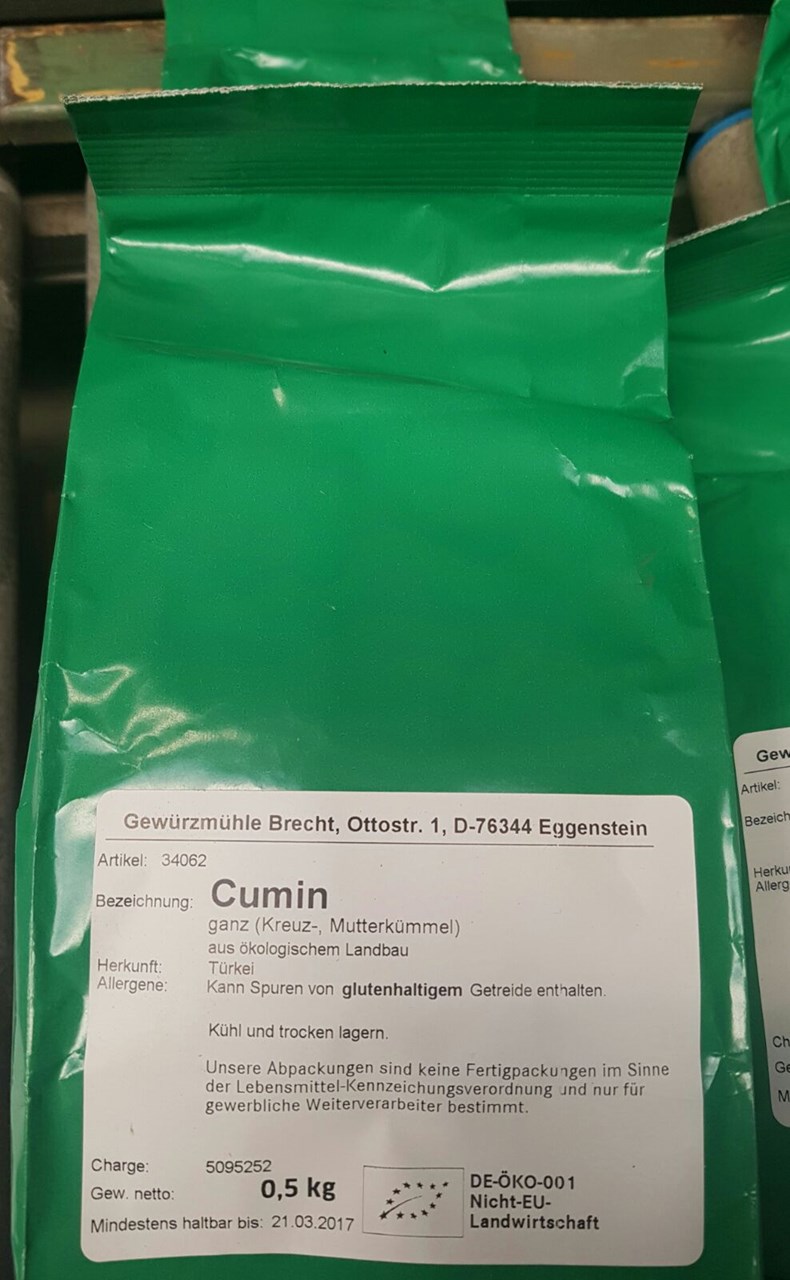 Gewürzmühle Brecht, Ottostr. 1, D-76344 Eggenstein
Artikel: 34062
Bezeichnung: Cumin
ganz (Kreuz-, Mutterkümmel)
aus ökologischem Landbau
Herkunft: Türkei
Allergene: Kann Spuren von glutenhaltigem Getreide enthalten.
Kühl und trocken lagern.
Unsere Abpackungen sind keine Fertigpackungen im Sinne
der Lebensmittel-Kennzeichungsverordnung und nur für
gewerbliche Weiterverarbeiter bestimmt.
Charge: 5095252
Gew. netto: 0,5 kg
Mindestens haltbar bis: 21.03.2017
DE-ÖKO-001
Nicht-EU-
Landwirtschaft
Artikel: